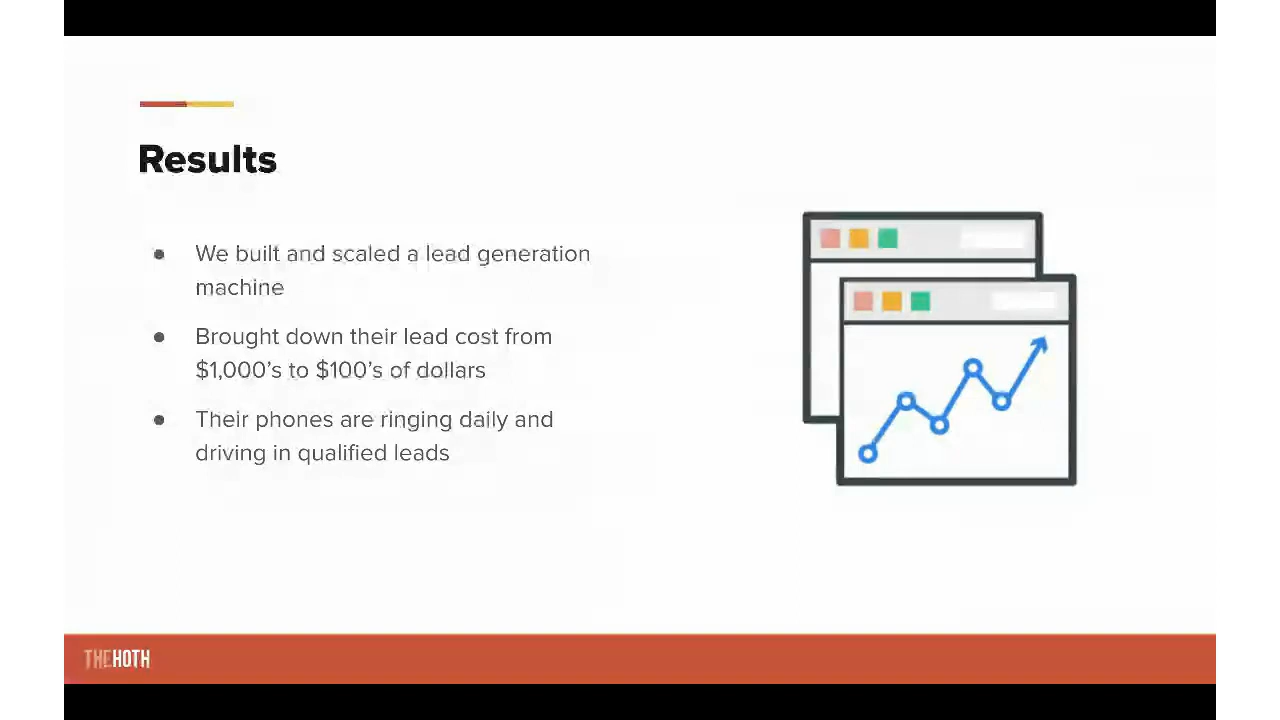 Results
● We built and scaled a lead generation
machine
● Brought down their lead cost from
$1,000’s to $100’s of dollars
● Their phones are ringing daily and
driving in qualified leads
THEHOTH